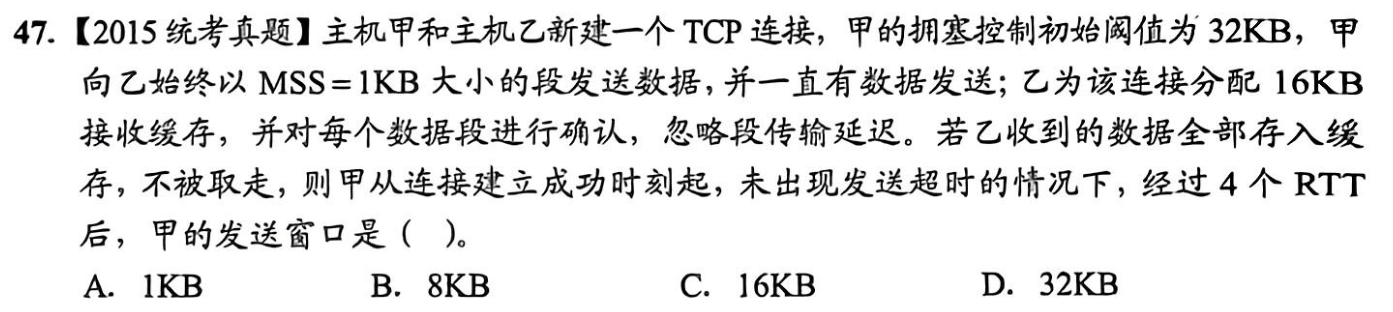 47.【2015 统考真题】主机甲和主机乙新建一个 TCP 连接，甲的拥塞控制初始阈值为 32KB，甲
向乙始终以 MSS=1KB 大小的段发送数据，并一直有数据发送；乙为该连接分配 16KB
接收缓存，并对每个数据段进行确认，忽略段传输延迟。若乙收到的数据全部存入缓
存，不被取走，则甲从连接建立成功时刻起，未出现发送超时的情况下，经过 4 个 RTT
后，甲的发送窗口是（ ）。
A. 1KB B. 8KB C. 16KB D. 32KB